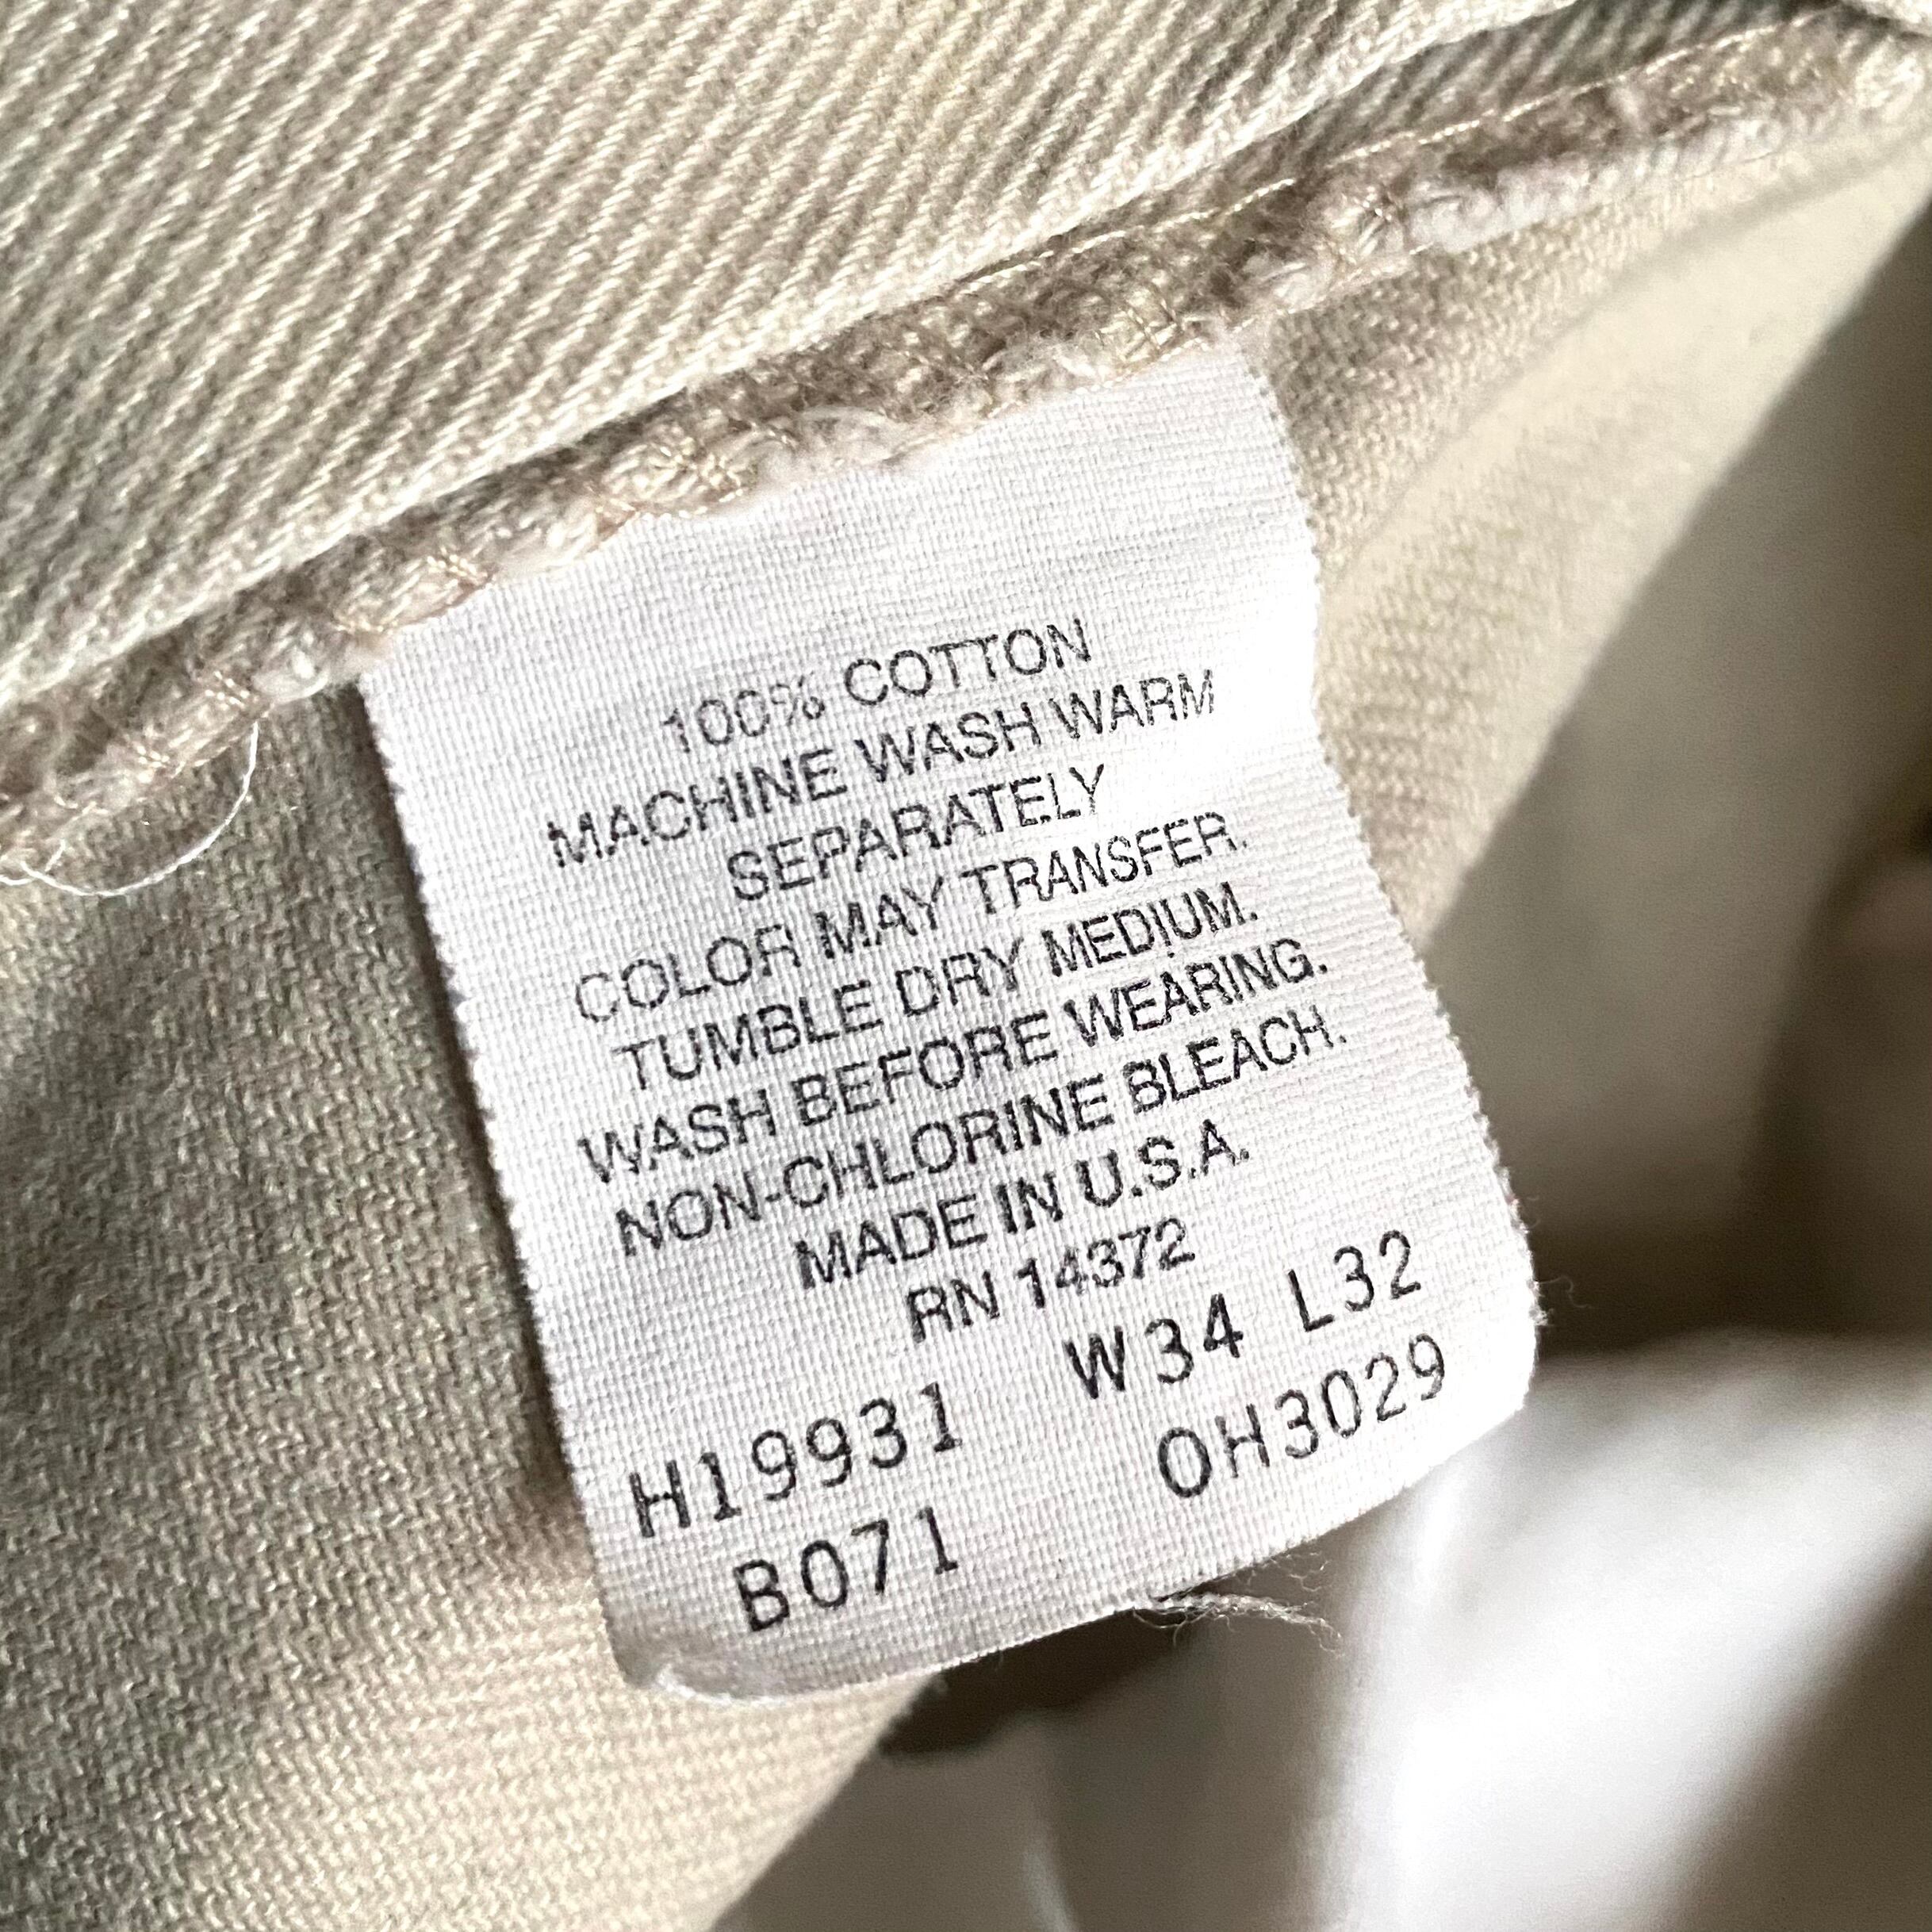 100% COTTON
MACHINE WASH WARM
SEPARATELY
COLOR MAY TRANSFER.
TUMBLE DRY MEDIUM.
WASH BEFORE WEARING.
NON-CHLORINE BLEACH.
MADE IN U.S.A.
RN 14372
H19931 W34 L32
B071 OH3029